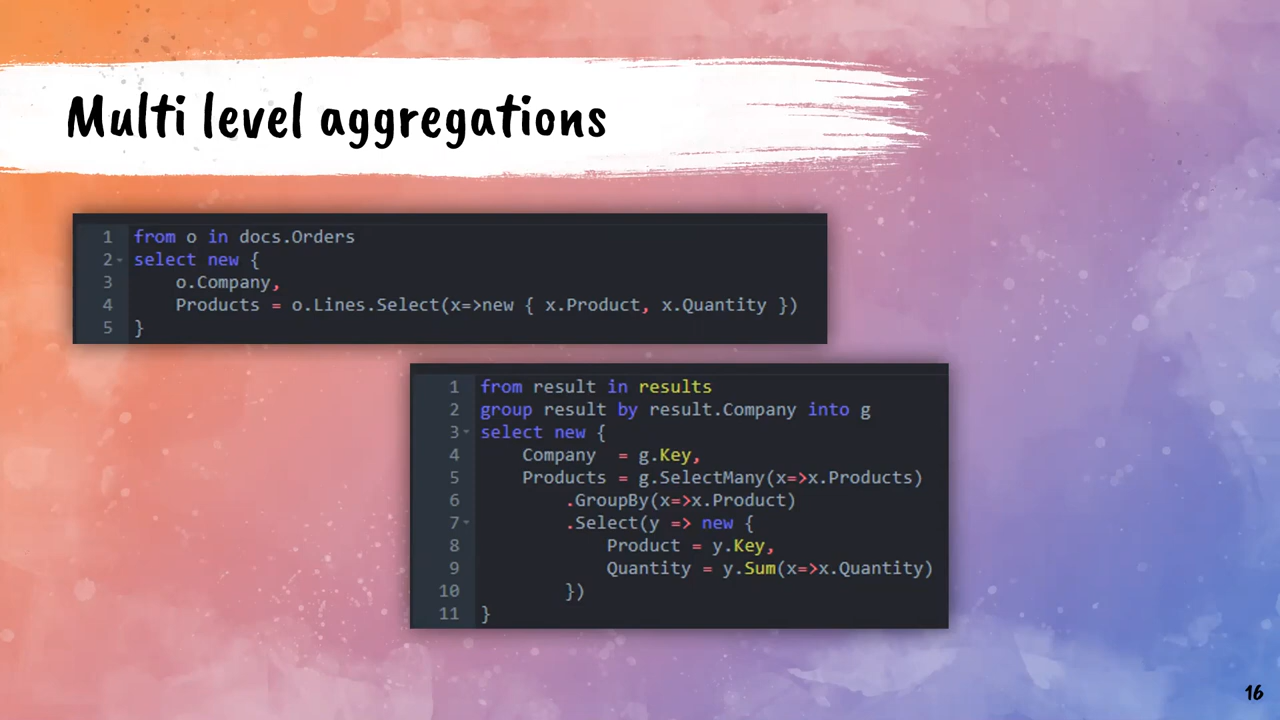 Multi level aggregations
1 from o in docs.Orders
2 select new {
3 o.Company,
4 Products = o.Lines.Select(x=>new { x.Product, x.Quantity })
5 }
1 from result in results
2 group result by result.Company into g
3 select new {
4 Company = g.Key,
5 Products = g.SelectMany(x=>x.Products)
6 .GroupBy(x=>x.Product)
7 .Select(y => new {
8 Product = y.Key,
9 Quantity = y.Sum(x=>x.Quantity)
10 })
11 }
16